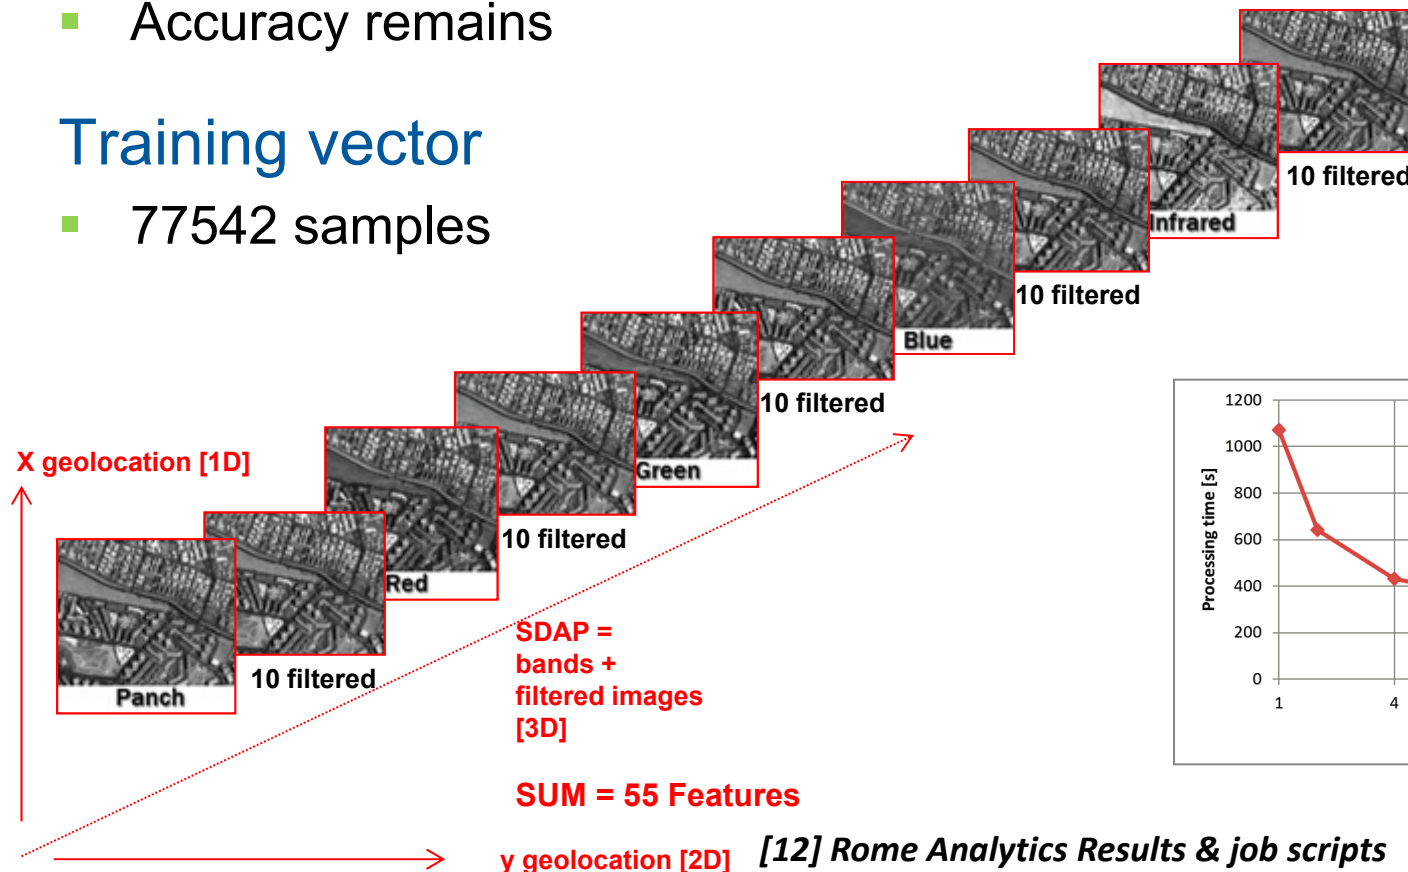 Accuracy remains
Training vector
77542 samples
10 filtered
Infrared
10 filtered
Blue
10 filtered
Green
10 filtered
Red
10 filtered
Panch
X geolocation [1D]
SDAP =
bands +
filtered images
[3D]
SUM = 55 Features
y geolocation [2D]
Processing time [s]
1200
1000
800
600
400
200
0
1
4
[12] Rome Analytics Results & job scripts